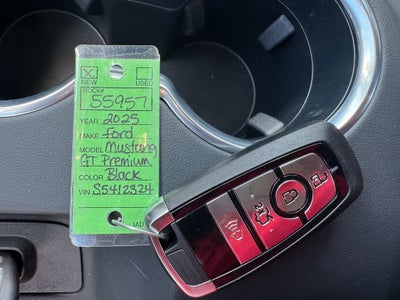 NEW USED
STOCK#
55957
YEAR 2025
MAKE Ford
MODEL Mustang
GT Premium
COLOR Black
VIN S5412324